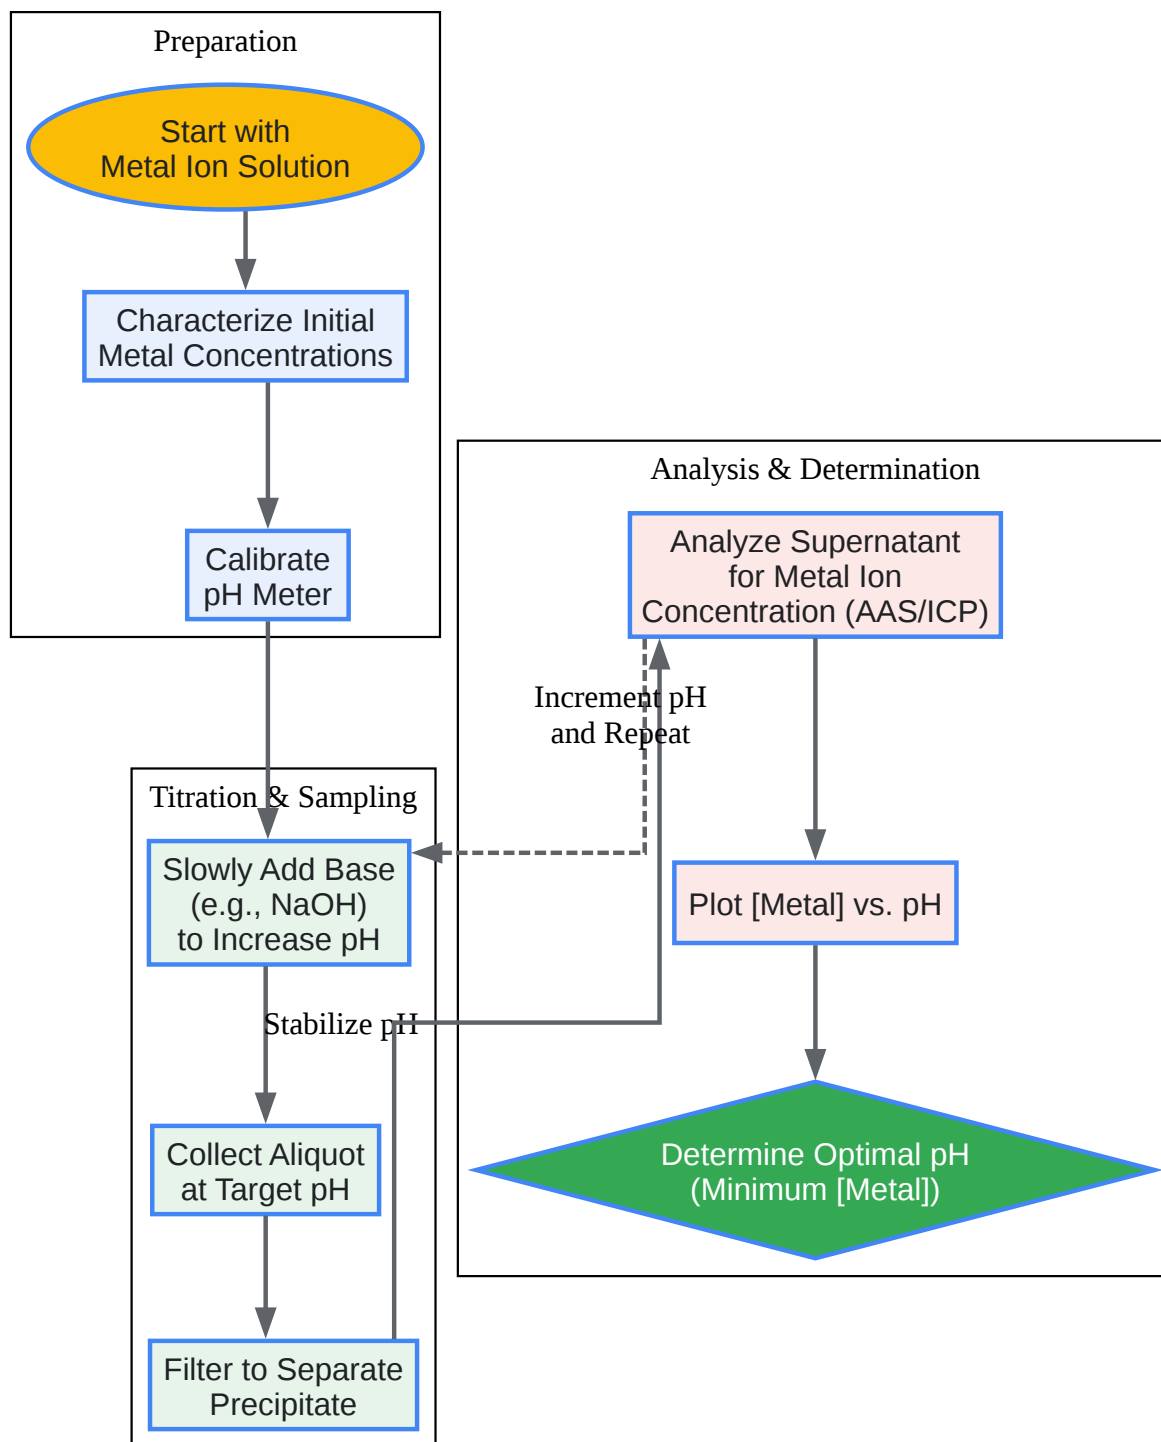 Preparation
Start with
Metal Ion Solution
Characterize Initial
Metal Concentrations
Calibrate
pH Meter
Analysis & Determination
Analyze Supernatant
for Metal Ion
Concentration (AAS/ICP)
Increment pH
and Repeat
Titration & Sampling
Slowly Add Base
(e.g., NaOH)
to Increase pH
Plot [Metal] vs. pH
Stabilize pH
Collect Aliquot
at Target pH
Determine Optimal pH
(Minimum [Metal])
Filter to Separate
Precipitate